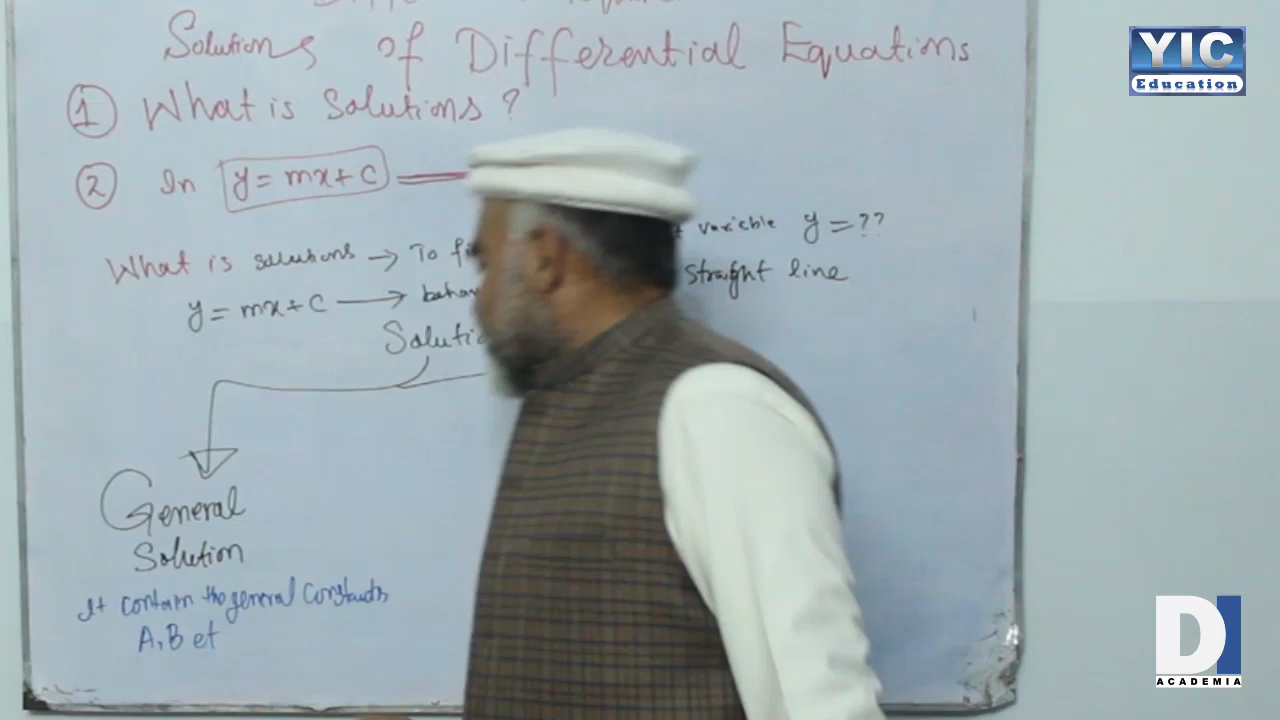 Solutions of Differential Equations
YIC
Education
① What is Solutions ?
② In y = mx + c
What is solutions → To variable y = ??
y = mx + c → straight line
General
Solution
It contain the general Constants
A, B et
DI
ACADEMIA